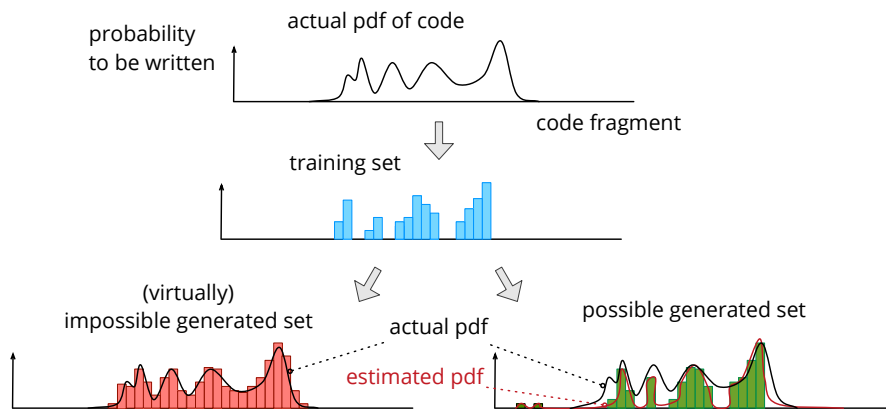 actual pdf of code
probability
to be written
code fragment
training set
(virtually)
impossible generated set
possible generated set
actual pdf
estimated pdf